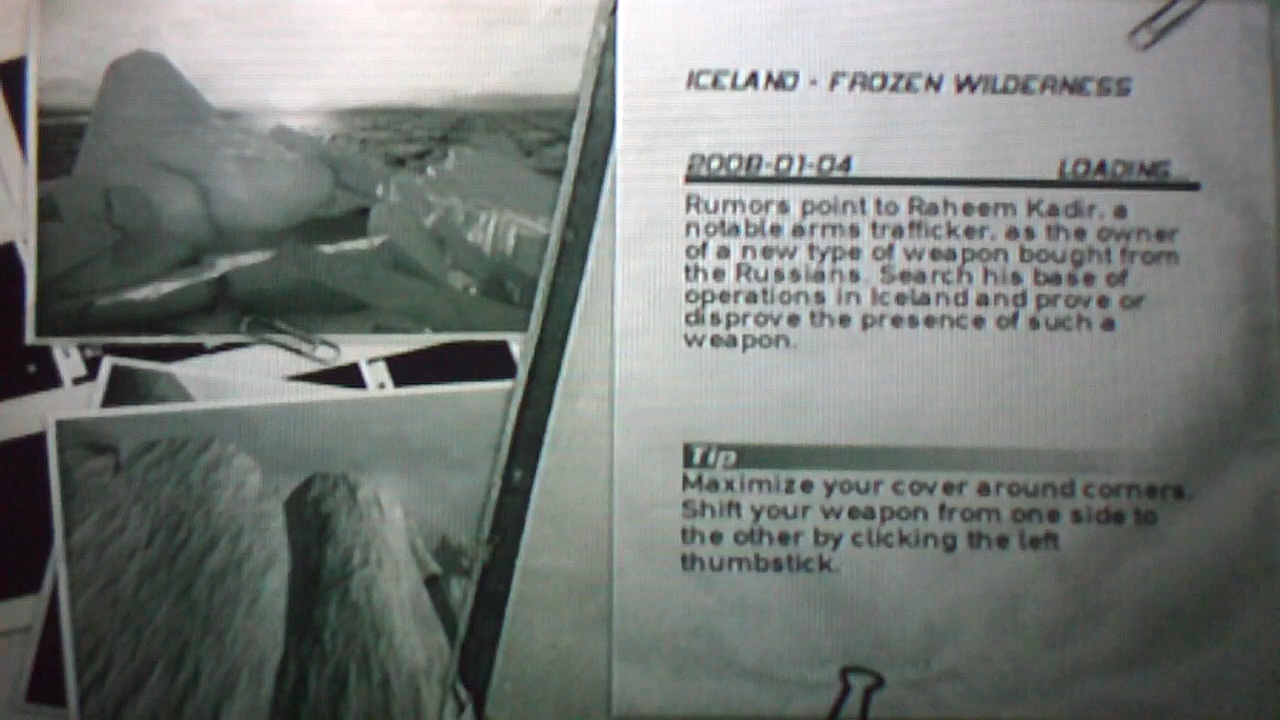 ICELAND - FROZEN WILDERNESS
2008-01-04 LOADING
Rumors point to Raheem Kadir, a
notable arms trafficker, as the owner
of a new type of weapon bought from
the Russians. Search his base of
operations in Iceland and prove or
disprove the presence of such a
weapon.
Tip
Maximize your cover around corners.
Shift your weapon from one side to
the other by clicking the left
thumbstick.